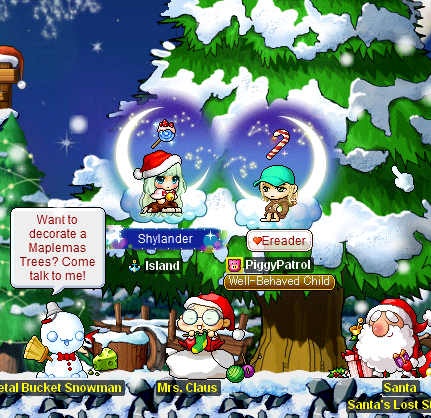 Want to
decorate a
Maplemas
Trees? Come
talk to me!
Shylander
Island
Ereader
PiggyPatrol
Well-Behaved Child
etal Bucket Snowman
Mrs. Claus
Santa
Santa's Lost S